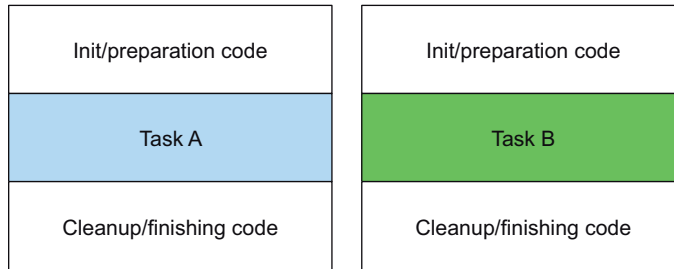 Init/preparation code
Task A
Cleanup/finishing code
Init/preparation code
Task B
Cleanup/finishing code